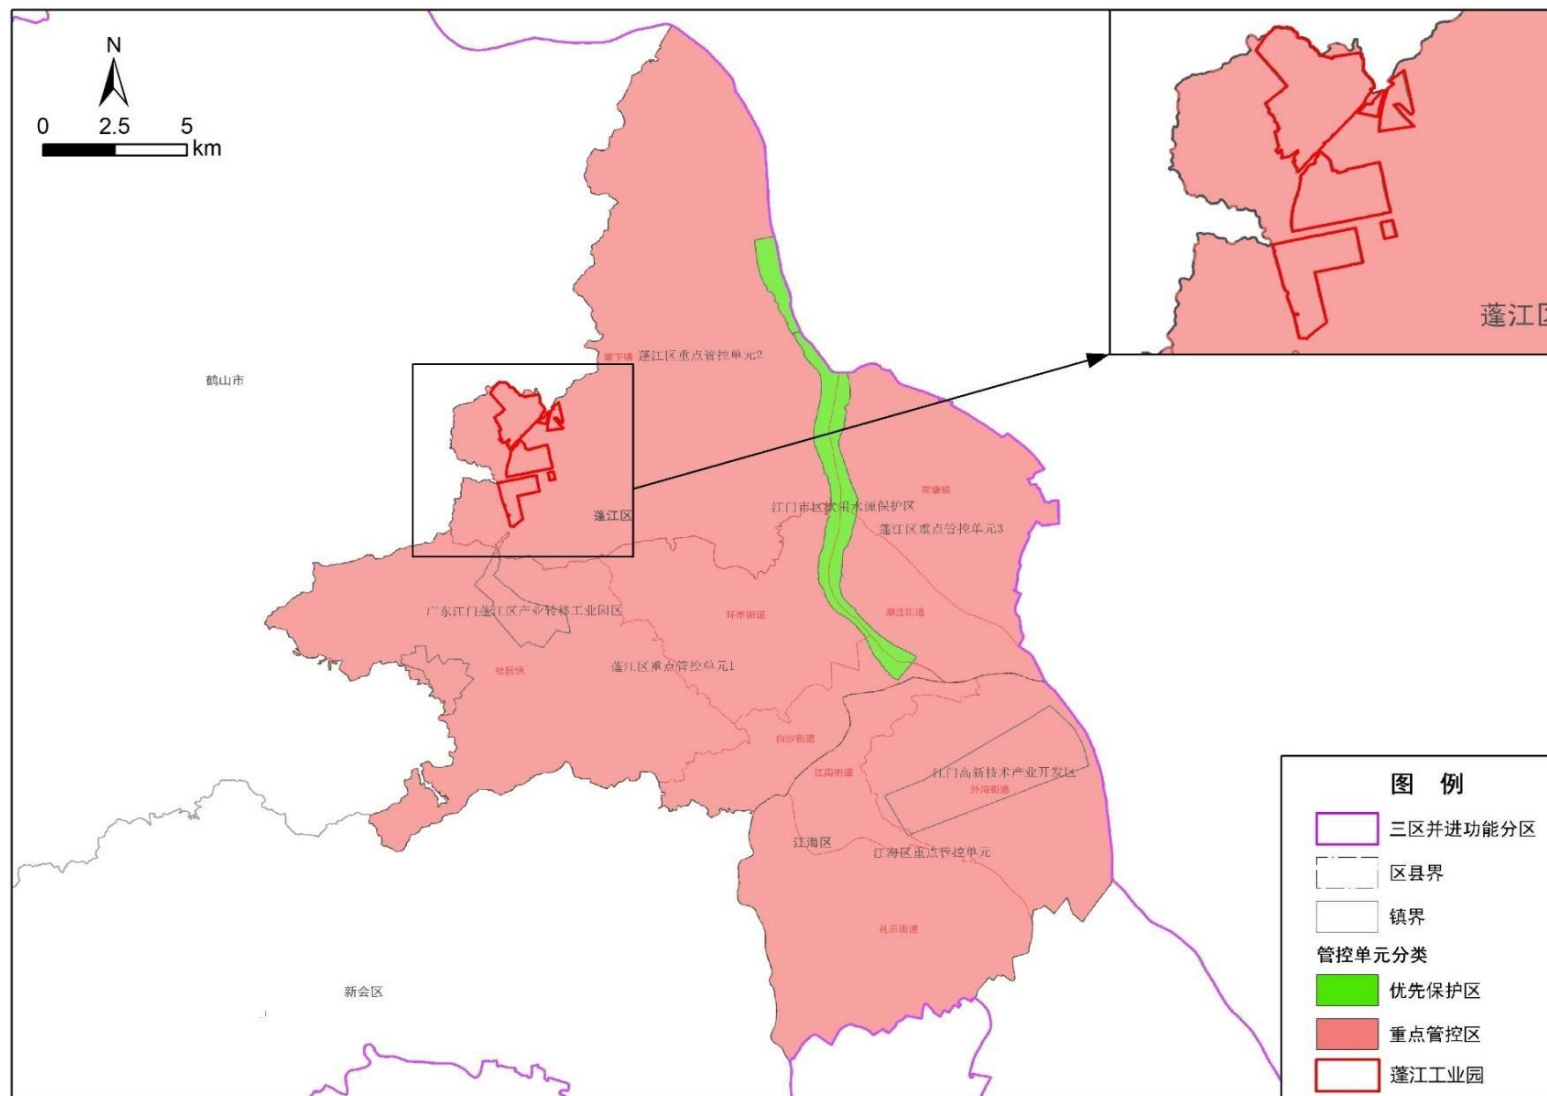 N
0 2.5 5
km
蓬江区
鹤山市
棠下镇
蓬江区重点管控单元2
蓬江区
荷塘镇
江门市区饮用水源保护区
蓬江区重点管控单元3
广东江门蓬江区产业转移工业园区
环市街道
潮连街道
杜阮镇
蓬江区重点管控单元1
白沙街道
江南街道
江门高新技术产业开发区
外海街道
江海区
江海区重点管控单元
礼乐街道
新会区
图 例
三区并进功能分区
区县界
镇界
管控单元分类
优先保护区
重点管控区
蓬江工业园